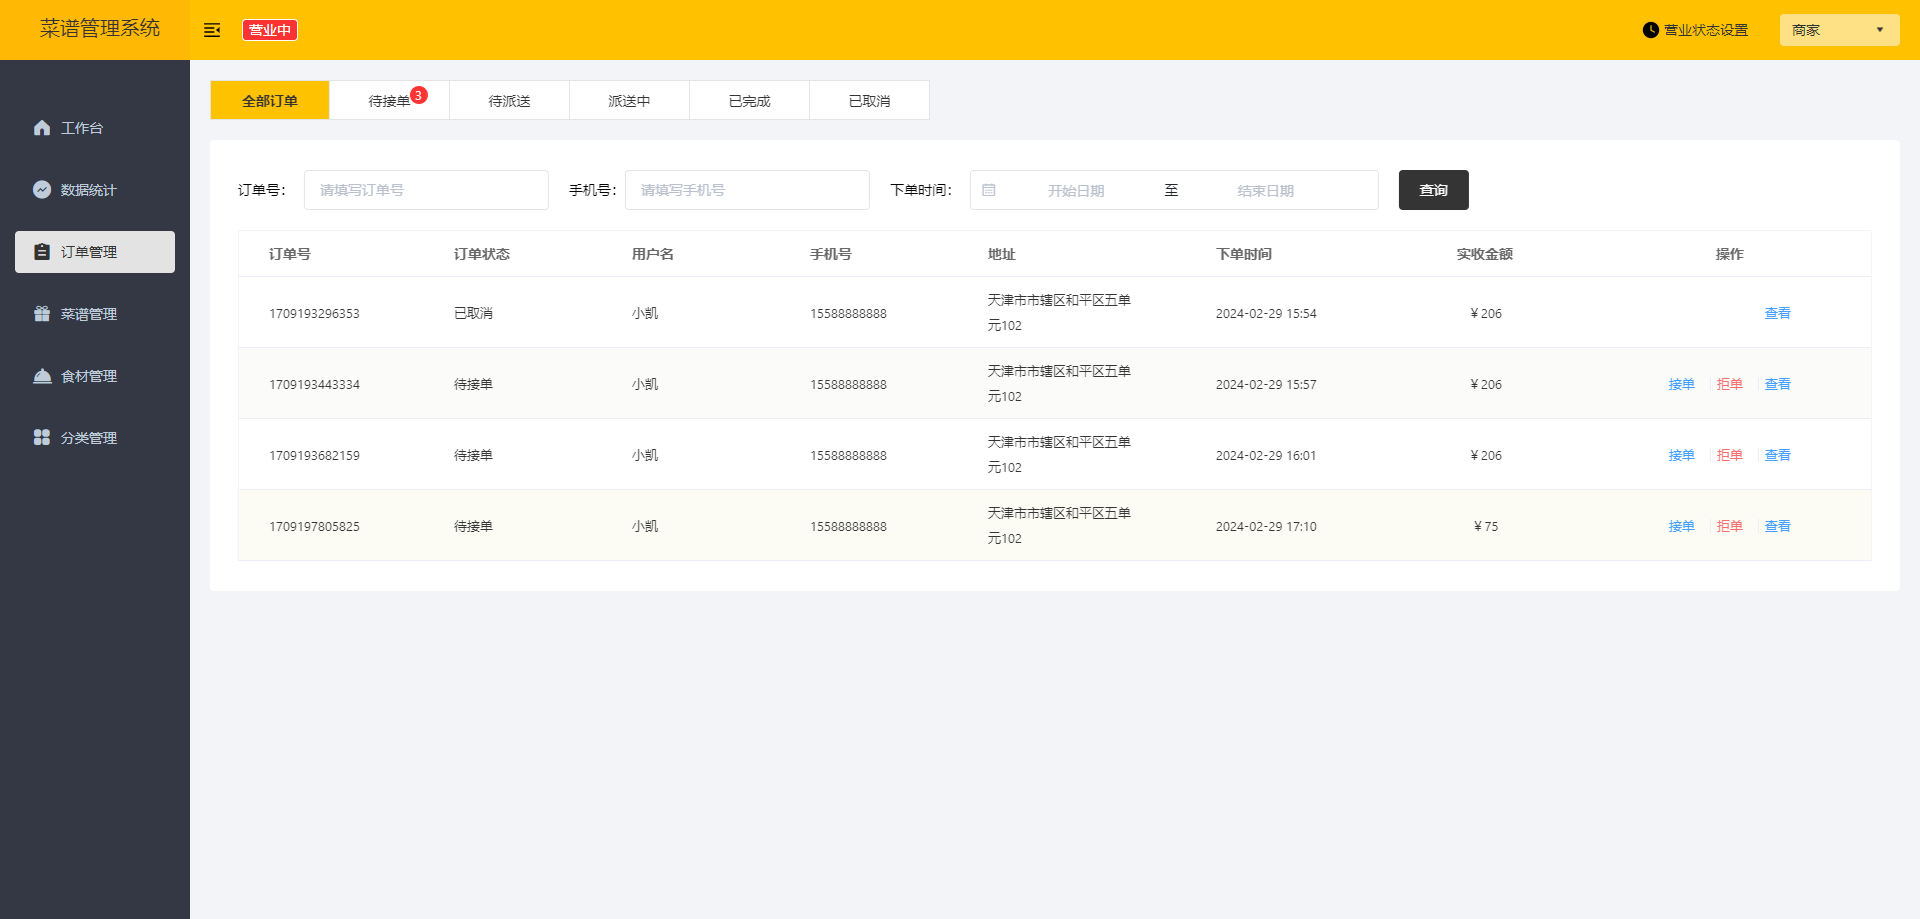 菜谱管理系统
营业中
营业状态设置
商家
工作台
数据统计
订单管理
菜谱管理
食材管理
分类管理
全部订单 待接单 3 待派送 派送中 已完成 已取消
订单号： 请填写订单号 手机号： 请填写手机号 下单时间： 开始日期 至 结束日期 查询
订单号 订单状态 用户名 手机号 地址 下单时间 实收金额 操作
1709193296353 已取消 小凯 15588888888 天津市市辖区和平区五单
元102 2024-02-29 15:54 ￥206 查看
1709193443334 待接单 小凯 15588888888 天津市市辖区和平区五单
元102 2024-02-29 15:57 ￥206 接单 拒单 查看
1709193682159 待接单 小凯 15588888888 天津市市辖区和平区五单
元102 2024-02-29 16:01 ￥206 接单 拒单 查看
1709197805825 待接单 小凯 15588888888 天津市市辖区和平区五单
元102 2024-02-29 17:10 ￥75 接单 拒单 查看